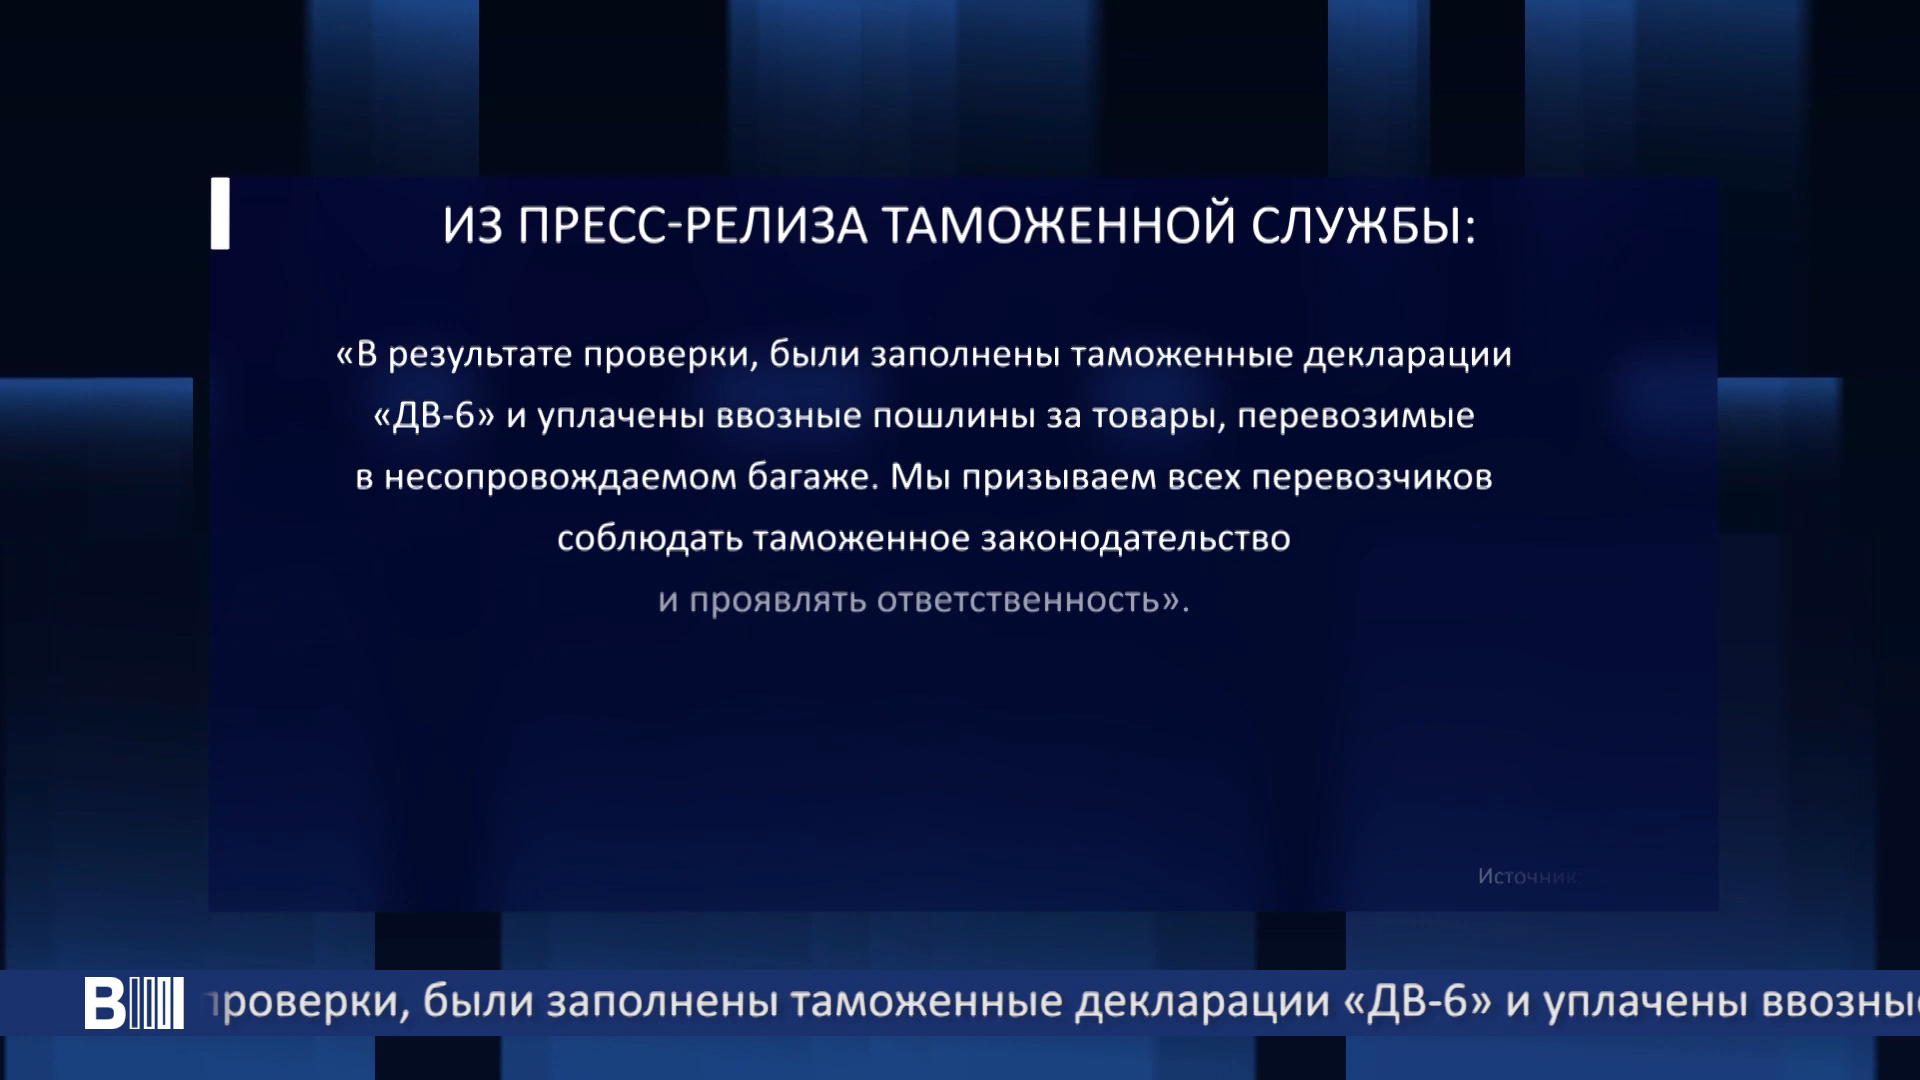 ИЗ ПРЕСС-РЕЛИЗА ТАМОЖЕННОЙ СЛУЖБЫ:
«В результате проверки, были заполнены таможенные декларации
«ДВ-6» и уплачены ввозные пошлины за товары, перевозимые
в несопровождаемом багаже. Мы призываем всех перевозчиков
соблюдать таможенное законодательство
и проявлять ответственность».
Источник:
В
проверки, были заполнены таможенные декларации «ДВ-6» и уплачены ввозные